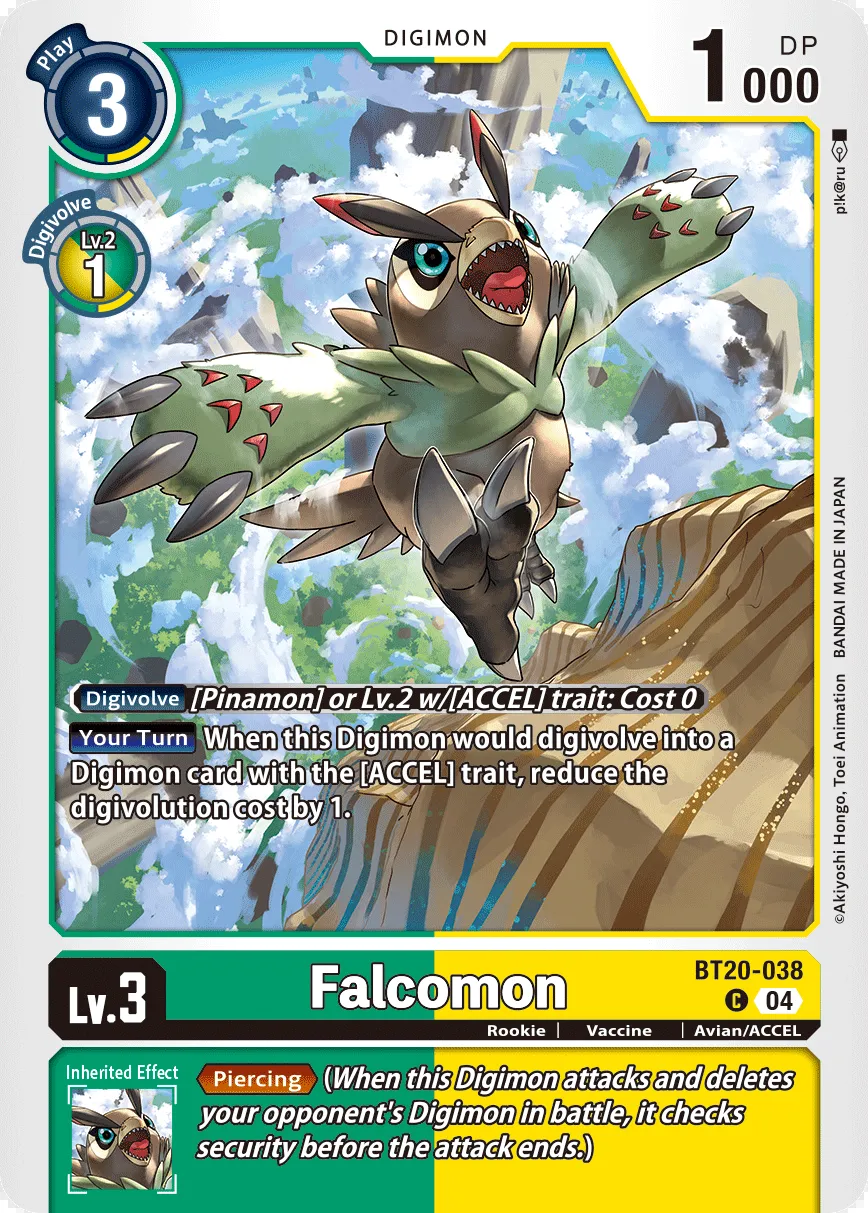 DIGIMON
Play
3
DP
1000
Digivolve
Lv.2
1
p!k@ru
Digivolve [Pinamon] or Lv.2 w/[ACCEL] trait: Cost 0
Your Turn When this Digimon would digivolve into a
Digimon card with the [ACCEL] trait, reduce the
digivolution cost by 1.
©Akiyoshi Hongo, Toei Animation BANDAI MADE IN JAPAN
Lv.3
Falcomon
BT20-038
C 04
Rookie | Vaccine | Avian/ACCEL
Inherited Effect
Piercing (When this Digimon attacks and deletes
your opponent's Digimon in battle, it checks
security before the attack ends.)